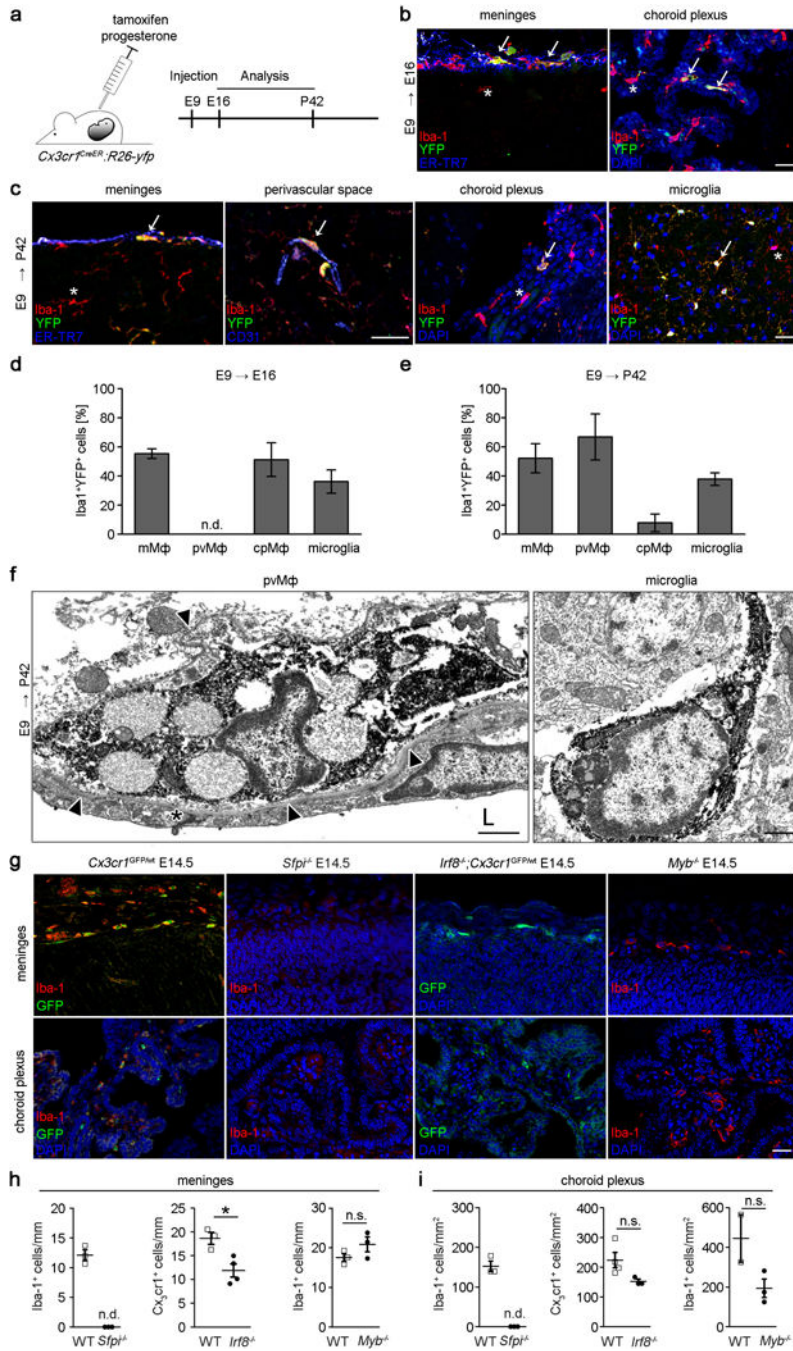 a
tamoxifen
progesterone
Injection Analysis
E9 E16 P42
Cx3cr1CreER:R26-yfp
b
meninges choroid plexus
E9 → E16
Iba-1 Iba-1
YFP YFP
ER-TR7 DAPI
* *
c
meninges perivascular space choroid plexus microglia
E9 → P42
* * *
Iba-1 Iba-1 Iba-1 Iba-1
YFP YFP YFP YFP
ER-TR7 CD31 DAPI DAPI
d
E9 → E16
Iba1+YFP+ cells [%]
100
80
60
40
20
0
n.d.
mMφ pvMφ cpMφ microglia
e
E9 → P42
Iba1+YFP+ cells [%]
100
80
60
40
20
0
mMφ pvMφ cpMφ microglia
f
pvMφ microglia
E9 → P42
* L
g
Cx3cr1GFP/wt E14.5 Sfpi-/- E14.5 Irf8-/-;Cx3cr1GFP/wt E14.5 Myb-/- E14.5
meninges
Iba-1 Iba-1 GFP Iba-1
GFP DAPI DAPI DAPI
choroid plexus
Iba-1 Iba-1 GFP Iba-1
GFP DAPI DAPI DAPI
DAPI
h
meninges
Iba-1+ cells/mm
15
10
5
0
n.d.
WT Sfpi-/-
Cx3cr1+ cells/mm
25
20
15
10
5
0
*
WT Irf8-/-
Iba-1+ cells/mm
30
20
10
0
n.s.
WT Myb-/-
i
choroid plexus
Iba-1+ cells/mm2
300
200
100
0
n.d.
WT Sfpi-/-
Cx3cr1+ cells/mm2
400
300
200
100
0
n.s.
WT Irf8-/-
Iba-1+ cells/mm2
600
400
200
0
n.s.
WT Myb-/-